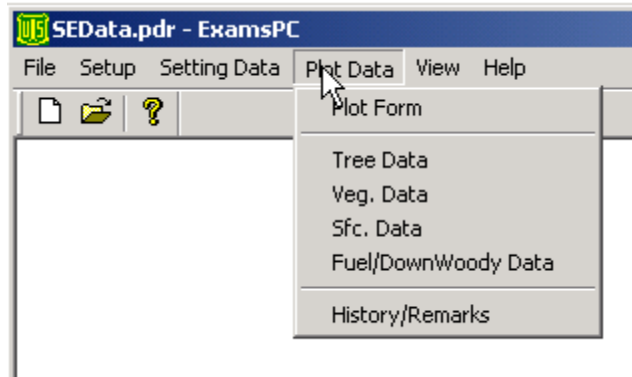 SEData.pdr - ExamsPC
File Setup Setting Data Plot Data View Help
Plot Form
Tree Data
Veg. Data
Sfc. Data
Fuel/DownWoody Data
History/Remarks